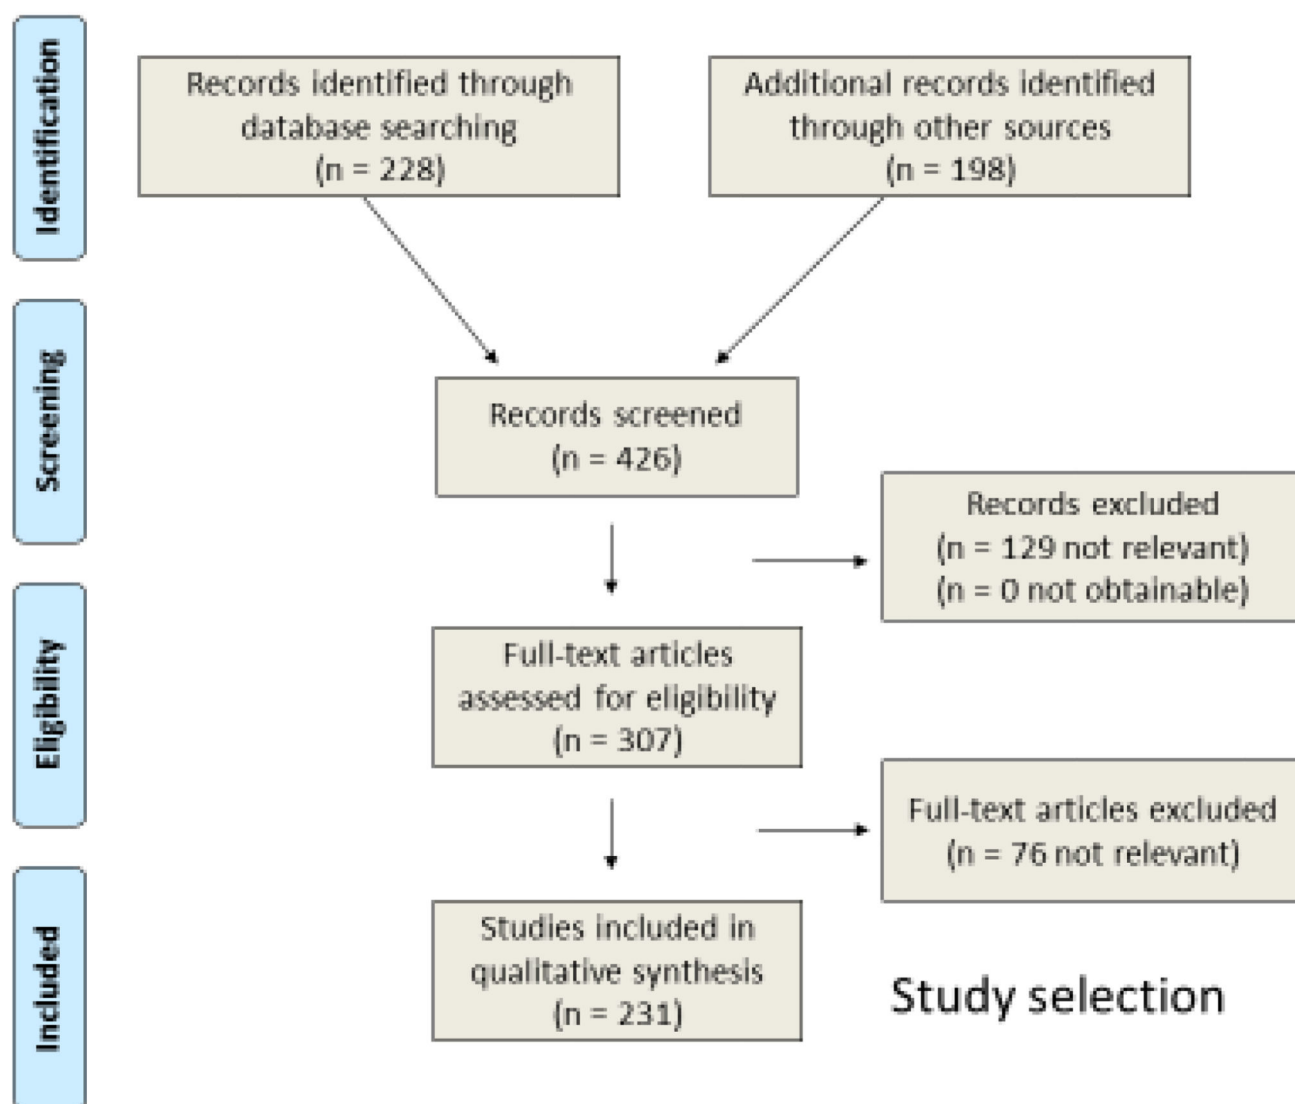 Identification
Records identified through
database searching
(n = 228)
Additional records identified
through other sources
(n = 198)
Screening
Records screened
(n = 426)
Records excluded
(n = 129 not relevant)
(n = 0 not obtainable)
Eligibility
Full-text articles
assessed for eligibility
(n = 307)
Full-text articles excluded
(n = 76 not relevant)
Included
Studies included in
qualitative synthesis
(n = 231)
Study selection